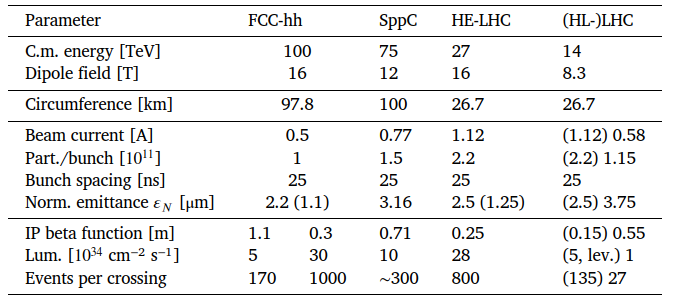 Parameter FCC-hh SppC HE-LHC (HL-)LHC
C.m. energy [TeV] 100 75 27 14
Dipole field [T] 16 12 16 8.3
Circumference [km] 97.8 100 26.7 26.7
Beam current [A] 0.5 0.77 1.12 (1.12) 0.58
Part./bunch [10¹¹] 1 1.5 2.2 (2.2) 1.15
Bunch spacing [ns] 25 25 25 25
Norm. emittance εN [μm] 2.2 (1.1) 3.16 2.5 (1.25) (2.5) 3.75
IP beta function [m] 1.1 0.3 0.71 0.25 (0.15) 0.55
Lum. [10³⁴ cm⁻² s⁻¹] 5 30 10 28 (5, lev.) 1
Events per crossing 170 1000 ~300 800 (135) 27